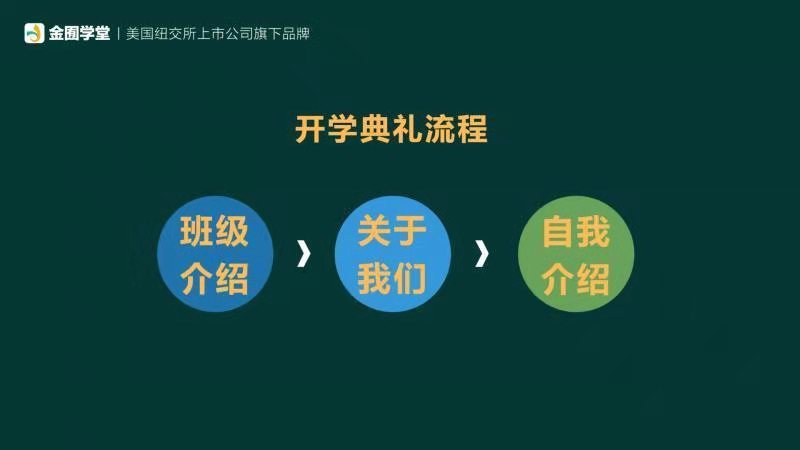 金囿学堂 | 美国纽交所上市公司旗下品牌
开学典礼流程
班级
介绍
关于
我们
自我
介绍